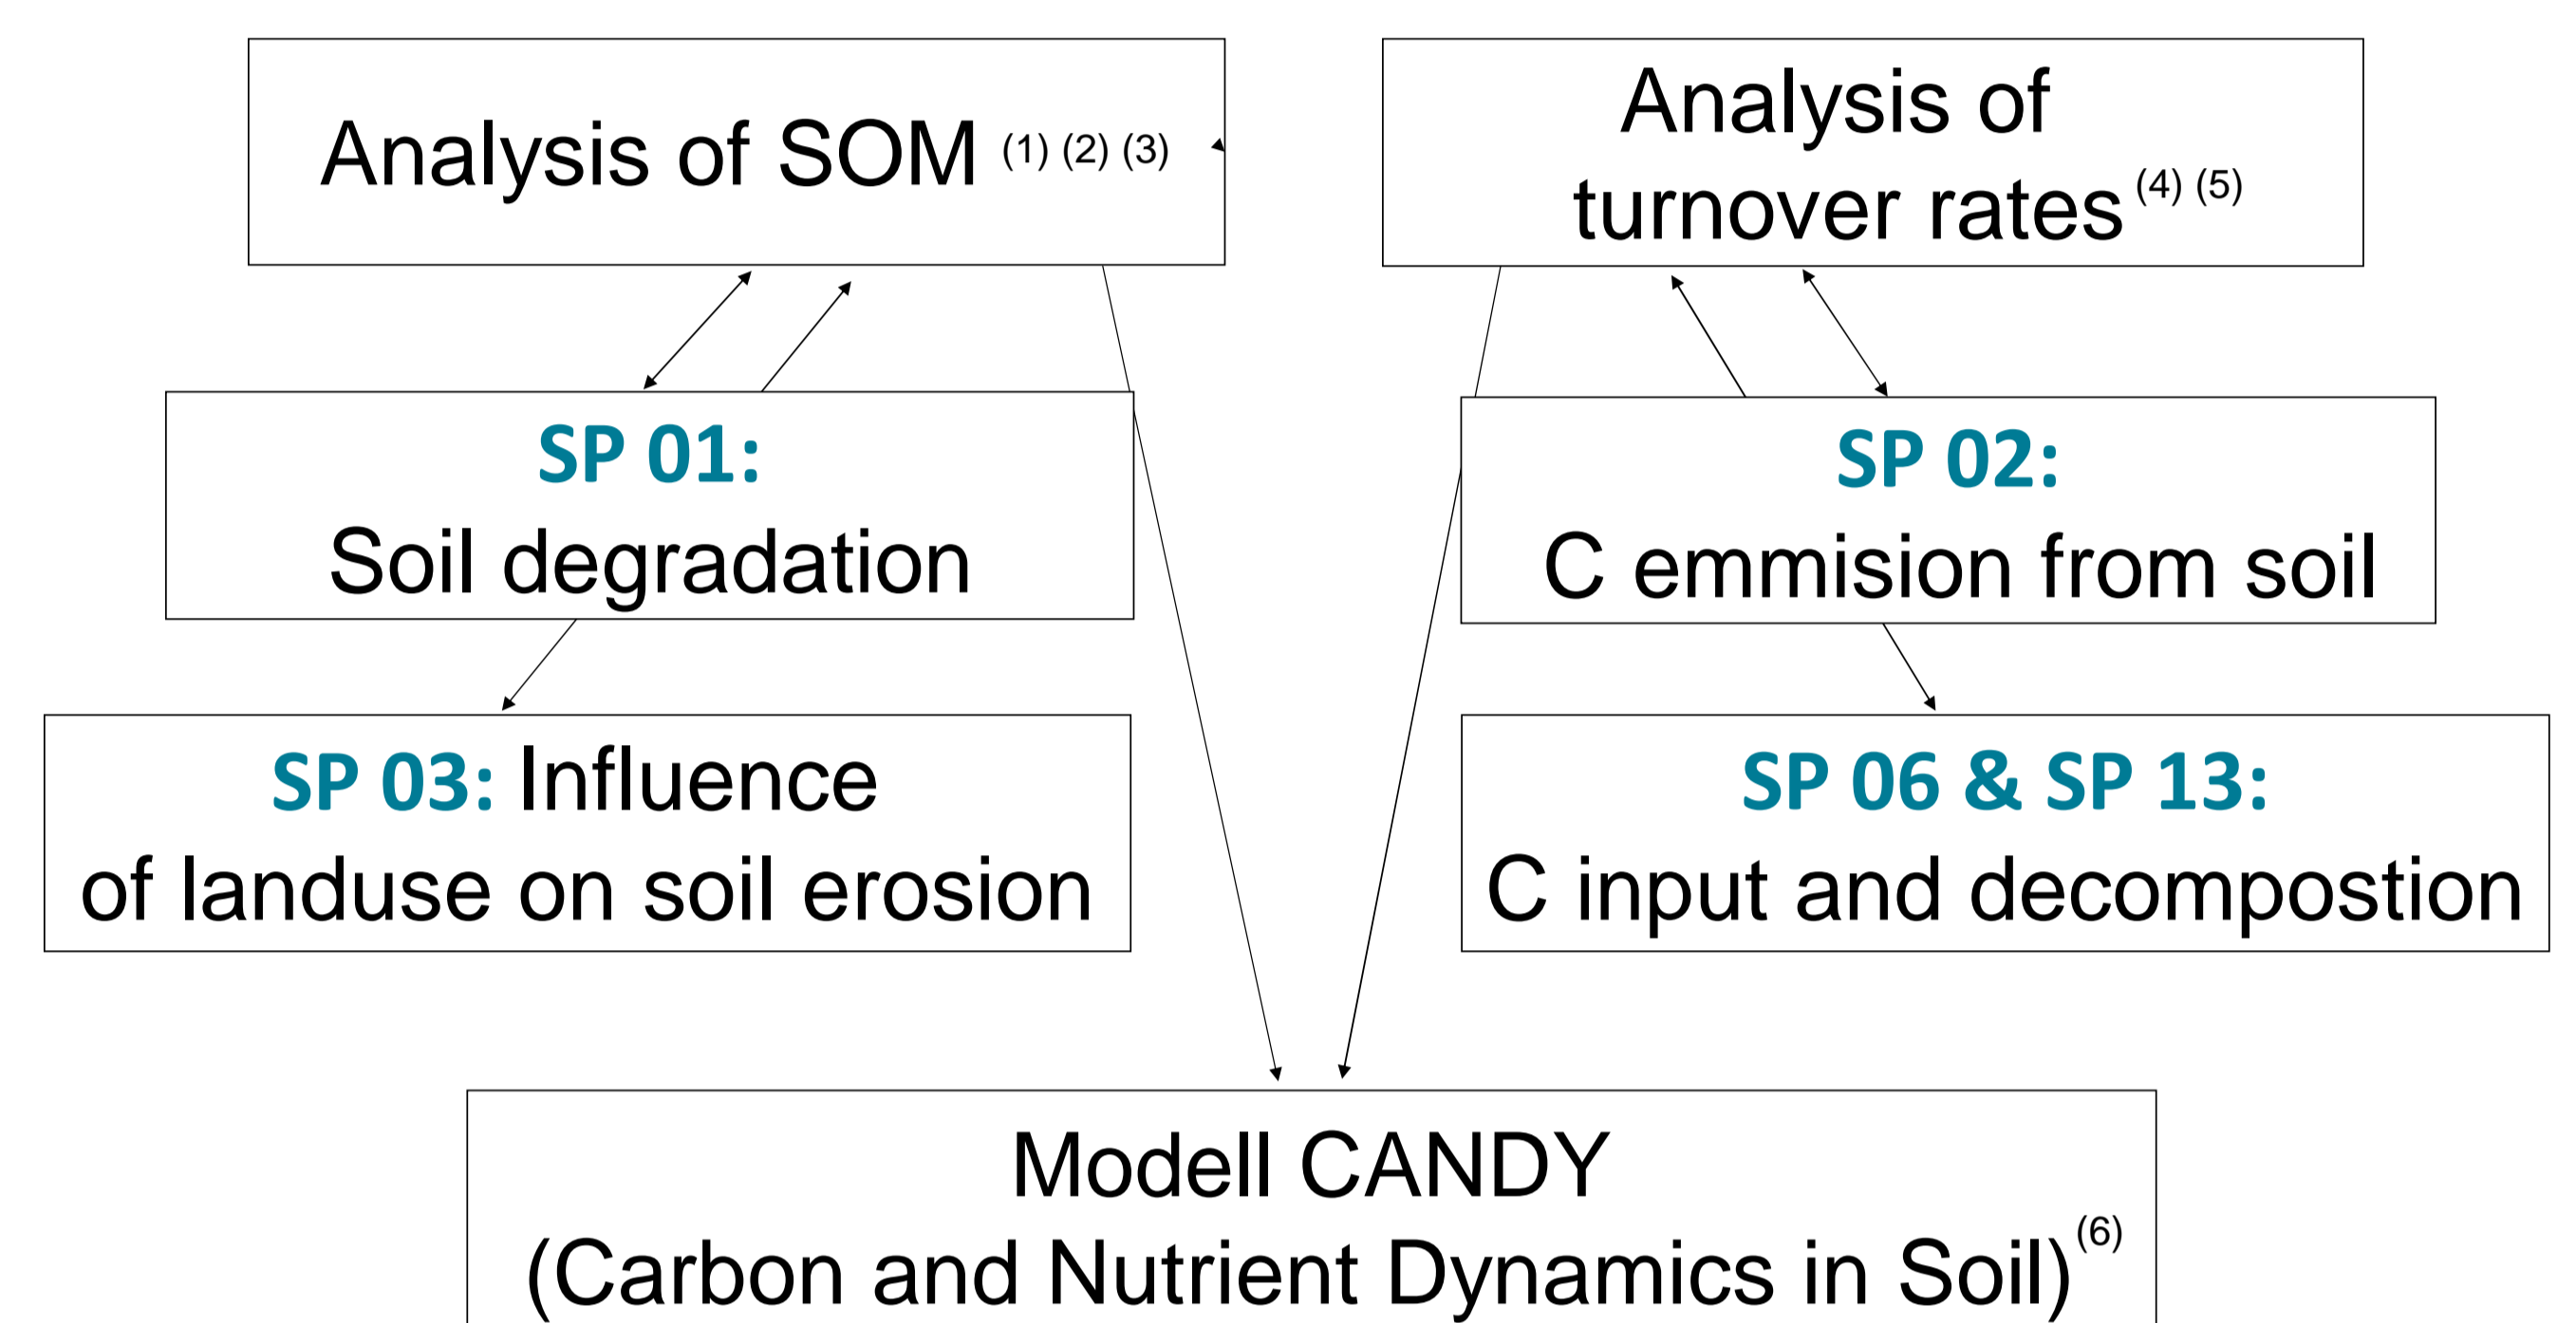 Analysis of SOM (1) (2) (3)
Analysis of
turnover rates (4) (5)
SP 01:
Soil degradation
SP 02:
C emmision from soil
SP 03: Influence
of landuse on soil erosion
SP 06 & SP 13:
C input and decompostion
Modell CANDY
(Carbon and Nutrient Dynamics in Soil) (6)